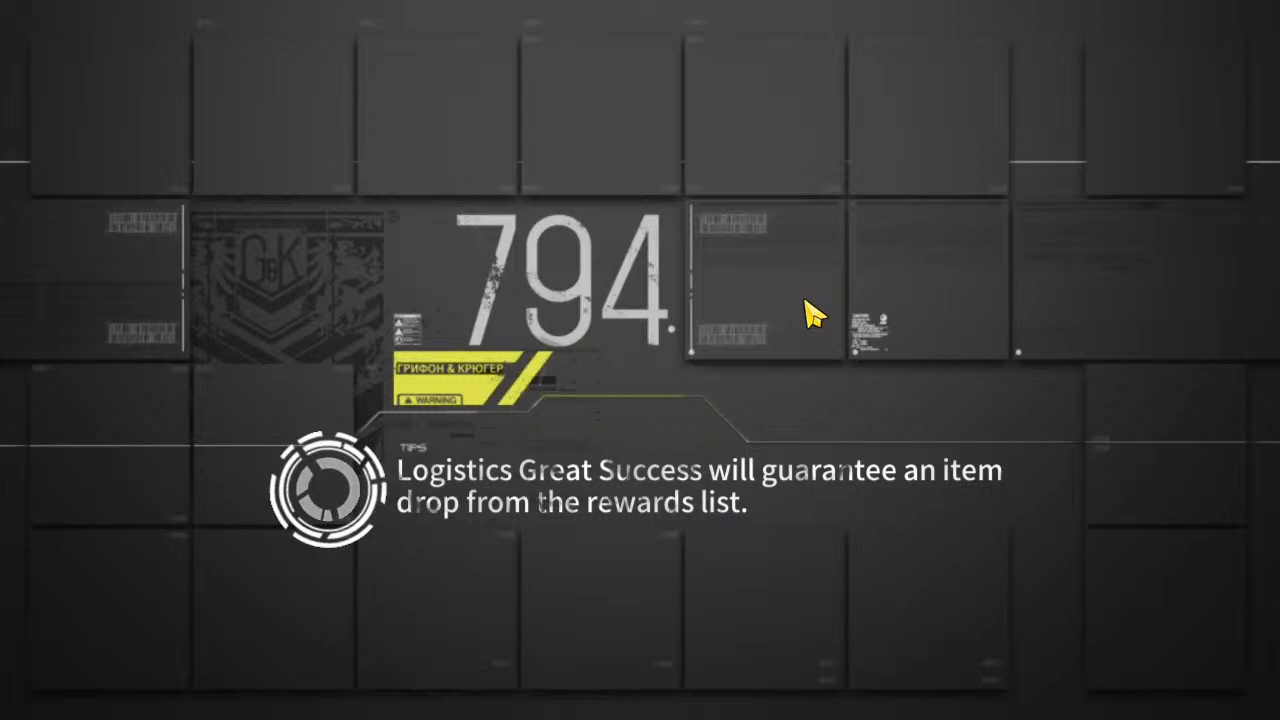 G&K
794.
ГРИФОН & КРЮГЕР
WARNING
TIPS
Logistics Great Success will guarantee an item
drop from the rewards list.